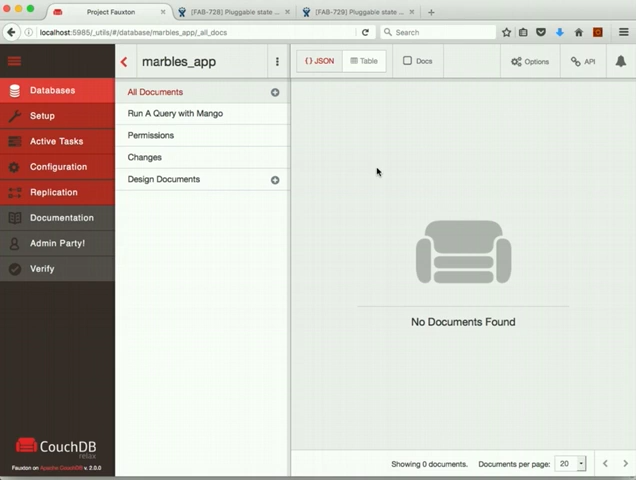 Project Fauxton
[FAB-728] Pluggable state ...
[FAB-729] Pluggable state ...
localhost:5985/_utils/#/database/marbles_app/_all_docs
Search
marbles_app
{ } JSON
Table
Docs
Options
API
Databases
Setup
Active Tasks
Configuration
Replication
Documentation
Admin Party!
Verify
All Documents
Run A Query with Mango
Permissions
Changes
Design Documents
No Documents Found
CouchDB
relax
Fauxton on Apache CouchDB v. 2.0.0
Showing 0 documents.
Documents per page:
20